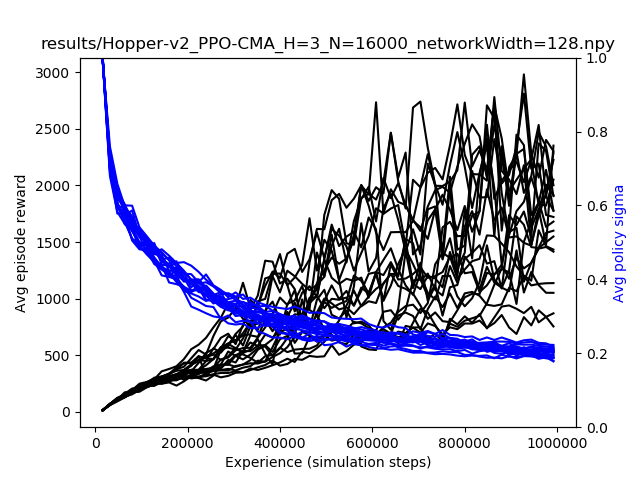 results/Hopper-v2_PPO-CMA_H=3_N=16000_networkWidth=128.npy
3000
2500
2000
1500
1000
500
0
Avg episode reward
1.0
0.8
0.6
0.4
0.2
0.0
Avg policy sigma
0 200000 400000 600000 800000 1000000
Experience (simulation steps)